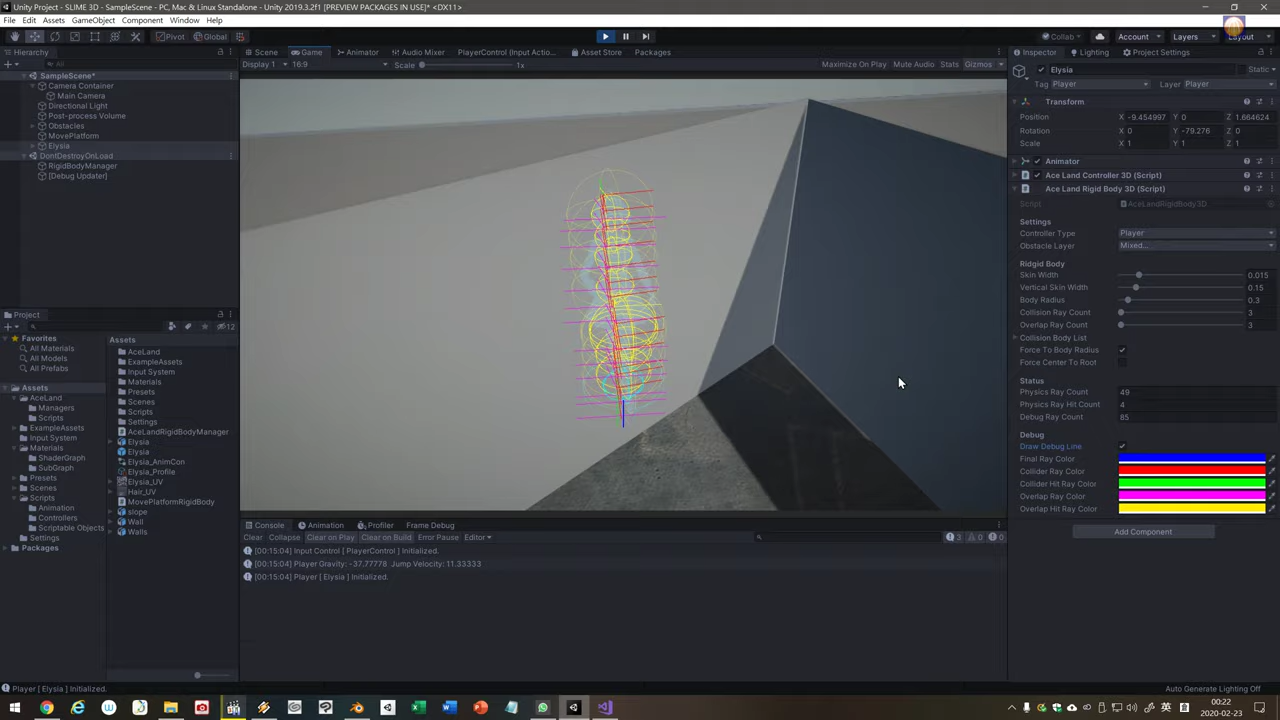 Unity Project - SLIME 3D - SampleScene - PC, Mac & Linux Standalone - Unity 2019.3.2f1 [PREVIEW PACKAGES IN USE]* <DX11>
File Edit Assets GameObject Component Window Help
Pivot Global Collab Account Layers Layout
Hierarchy Scene Game Animator Audio Mixer PlayerControl (Input Actio... Asset Store Packages Inspector Lighting Project Settings
All Display 1 16:9 Scale 1x Maximize On Play Mute Audio Stats Gizmos
Elysia Static
SampleScene*
Tag Player Layer Player
Camera Container
Main Camera
Directional Light
Post-process Volume
Obstacles
MovePlatform
Elysia
DontDestroyOnLoad
RigidBodyManager
[Debug Updater]
Transform
Position X -9.454997 Y 0 Z 1.664624
Rotation X 0 Y -79.276 Z 0
Scale X 1 Y 1 Z 1
Animator
Ace Land Controller 3D (Script)
Ace Land Rigid Body 3D (Script)
Script AceLandRigidBody3D
Settings
Controller Type Player
Obstacle Layer Mixed...
Ridgid Body
Skin Width 0.015
Vertical Skin Width 0.15
Body Radius 0.3
Collision Ray Count 3
Overlap Ray Count 3
Collision Body List
Force To Body Radius
Force Center To Root
Status
Physics Ray Count 49
Physics Ray Hit Count 4
Debug Ray Count 85
Debug
Draw Debug Line
Final Ray Color
Collider Ray Color
Collider Hit Ray Color
Overlap Ray Color
Overlap Hit Ray Color
Add Component
Project
12
Favorites
All Materials
All Models
All Prefabs
Assets
AceLand
Managers
Scripts
ExampleAssets
Input System
Materials
ShaderGraph
SubGraph
Presets
Scenes
Scripts
Animation
Controllers
Scriptable Objects
Settings
Packages
Assets
AceLand
ExampleAssets
Input System
Materials
Presets
Scenes
Scripts
Settings
AceLandRigidBodyManager
Elysia
Elysia
Elysia_AnimCon
Elysia_Profile
Elysia_UV
Hair_UV
MovePlatformRigidBody
slope
Wall
Walls
Console Animation Profiler Frame Debug
Clear Collapse Clear on Play Clear on Build Error Pause Editor 3 0 0
[00:15:04] Input Control [ PlayerControl ] Initialized.
[00:15:04] Player Gravity: -37.77778 Jump Velocity: 11.33333
[00:15:04] Player [ Elysia ] Initialized.
Player [ Elysia ] Initialized.
Auto Generate Lighting Off
00:22
2020-02-23